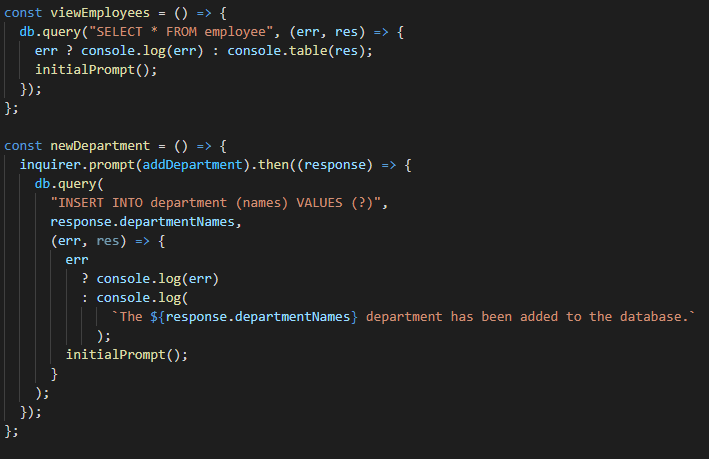 const viewEmployees = () => {
  db.query("SELECT * FROM employee", (err, res) => {
    err ? console.log(err) : console.table(res);
    initialPrompt();
  });
};

const newDepartment = () => {
  inquirer.prompt(addDepartment).then((response) => {
    db.query(
      "INSERT INTO department (names) VALUES (?)",
      response.departmentNames,
      (err, res) => {
        err
          ? console.log(err)
          : console.log(
              `The ${response.departmentNames} department has been added to the database.`
            );
        initialPrompt();
      }
    );
  });
};